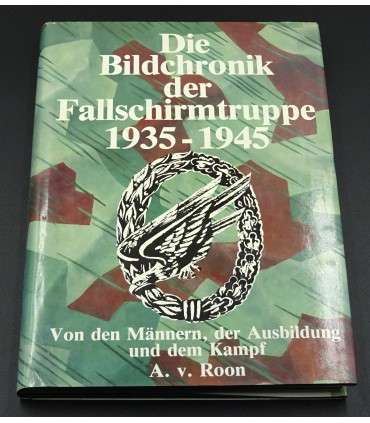 Die
Bildchronik
der
Fallschirmtruppe
1935-1945
Von den Männern, der Ausbildung
und dem Kampf
A. v. Roon